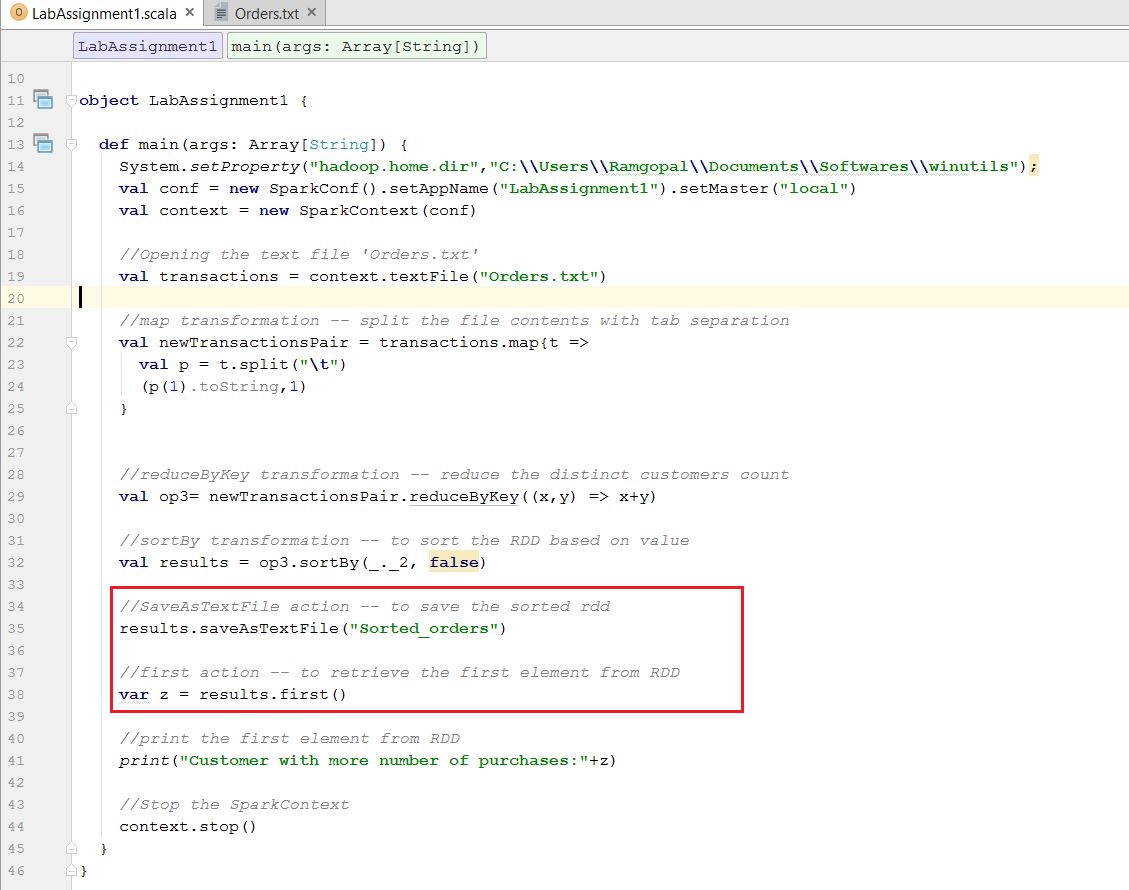 LabAssignment1.scala × Orders.txt ×
LabAssignment1 main(args: Array[String])
10
11 object LabAssignment1 {
12
13 def main(args: Array[String]) {
14 System.setProperty("hadoop.home.dir","C:\\Users\\Ramgopal\\Documents\\Softwares\\winutils");
15 val conf = new SparkConf().setAppName("LabAssignment1").setMaster("local")
16 val context = new SparkContext(conf)
17
18 //Opening the text file 'Orders.txt'
19 val transactions = context.textFile("Orders.txt")
20
21 //map transformation -- split the file contents with tab separation
22 val newTransactionsPair = transactions.map{t =>
23 val p = t.split("\t")
24 (p(1).toString,1)
25 }
26
27
28 //reduceByKey transformation -- reduce the distinct customers count
29 val op3= newTransactionsPair.reduceByKey((x,y) => x+y)
30
31 //sortBy transformation -- to sort the RDD based on value
32 val results = op3.sortBy(_._2, false)
33
34 //SaveAsTextFile action -- to save the sorted rdd
35 results.saveAsTextFile("Sorted_orders")
36
37 //first action -- to retrieve the first element from RDD
38 var z = results.first()
39
40 //print the first element from RDD
41 print("Customer with more number of purchases:"+z)
42
43 //Stop the SparkContext
44 context.stop()
45 }
46 }